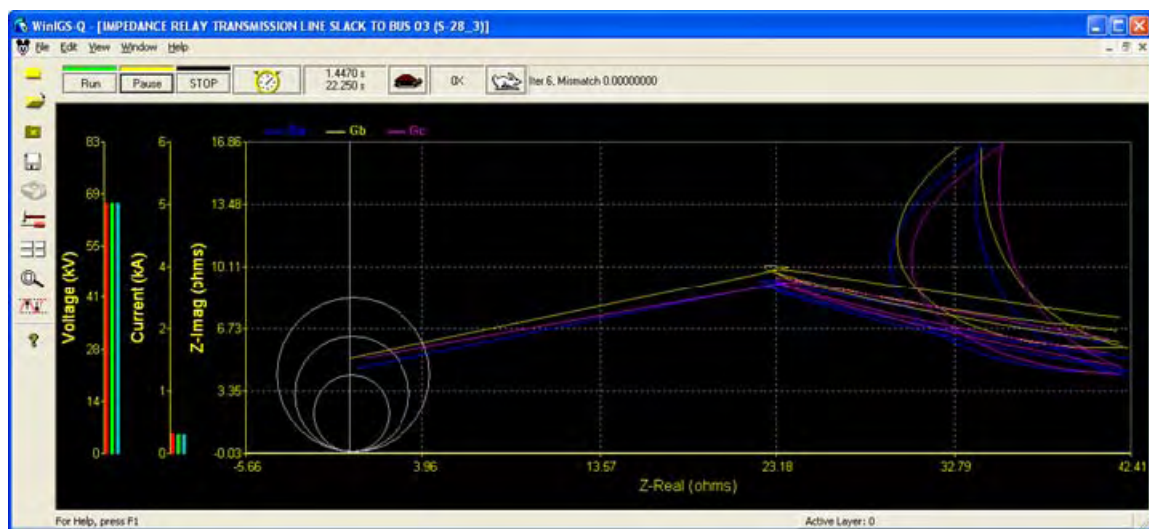 WinIGS-Q - [IMPEDANCE RELAY TRANSMISSION LINE SLACK TO BUS 03 (S-28_3)]
File Edit View Window Help
Run Pause STOP 1.4470 s 0X Iter 6, Mismatch 0.00000000
22.250 s
Gb Gc
83 6 16.86
69 5 13.48
55 4 10.11
41 3 6.73
28 2
14 1 3.35
0 0 -0.03
Voltage (kV)
Current (kA)
Z-Imag (ohms)
-5.66 3.96 13.57 23.18 32.79 42.41
Z-Real (ohms)
For Help, press F1 Active Layer: 0